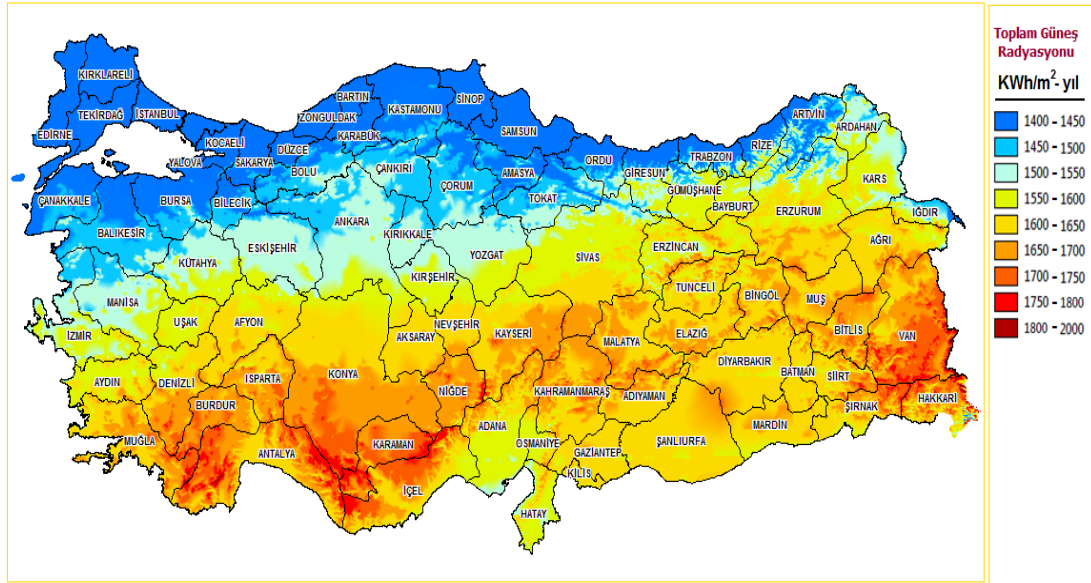 Toplam Güneş
Radyasyonu
KWh/m²- yıl
1400 - 1450
1450 - 1500
1500 - 1550
1550 - 1600
1600 - 1650
1650 - 1700
1700 - 1750
1750 - 1800
1800 - 2000
KIRKLARELİ
TEKİRDAĞ
İSTANBUL
EDİRNE
KOCAELİ
YALOVA
SAKARYA
DÜZCE
BOLU
ZONGULDAK
BARTIN
KARABÜK
KASTAMONU
SİNOP
SAMSUN
ÇANKIRI
ÇORUM
AMASYA
TOKAT
ORDU
GİRESUN
TRABZON
RİZE
ARTVİN
ARDAHAN
KARS
IĞDIR
GÜMÜŞHANE
BAYBURT
ERZURUM
AĞRI
ÇANAKKALE
BURSA
BİLECİK
BALIKESİR
KÜTAHYA
ESKİŞEHİR
ANKARA
KIRIKKALE
KIRŞEHİR
YOZGAT
SİVAS
ERZİNCAN
TUNCELİ
BİNGÖL
MUŞ
BİTLİS
VAN
MANİSA
İZMİR
UŞAK
AFYON
AKSARAY
NEVŞEHİR
KAYSERİ
MALATYA
ELAZIĞ
DİYARBAKIR
BATMAN
SİİRT
ŞIRNAK
HAKKARİ
AYDIN
DENİZLİ
ISPARTA
BURDUR
KONYA
NİĞDE
KAHRAMANMARAŞ
ADIYAMAN
MARDİN
MUĞLA
ANTALYA
KARAMAN
İÇEL
ADANA
OSMANİYE
GAZİANTEP
KİLİS
ŞANLIURFA
HATAY